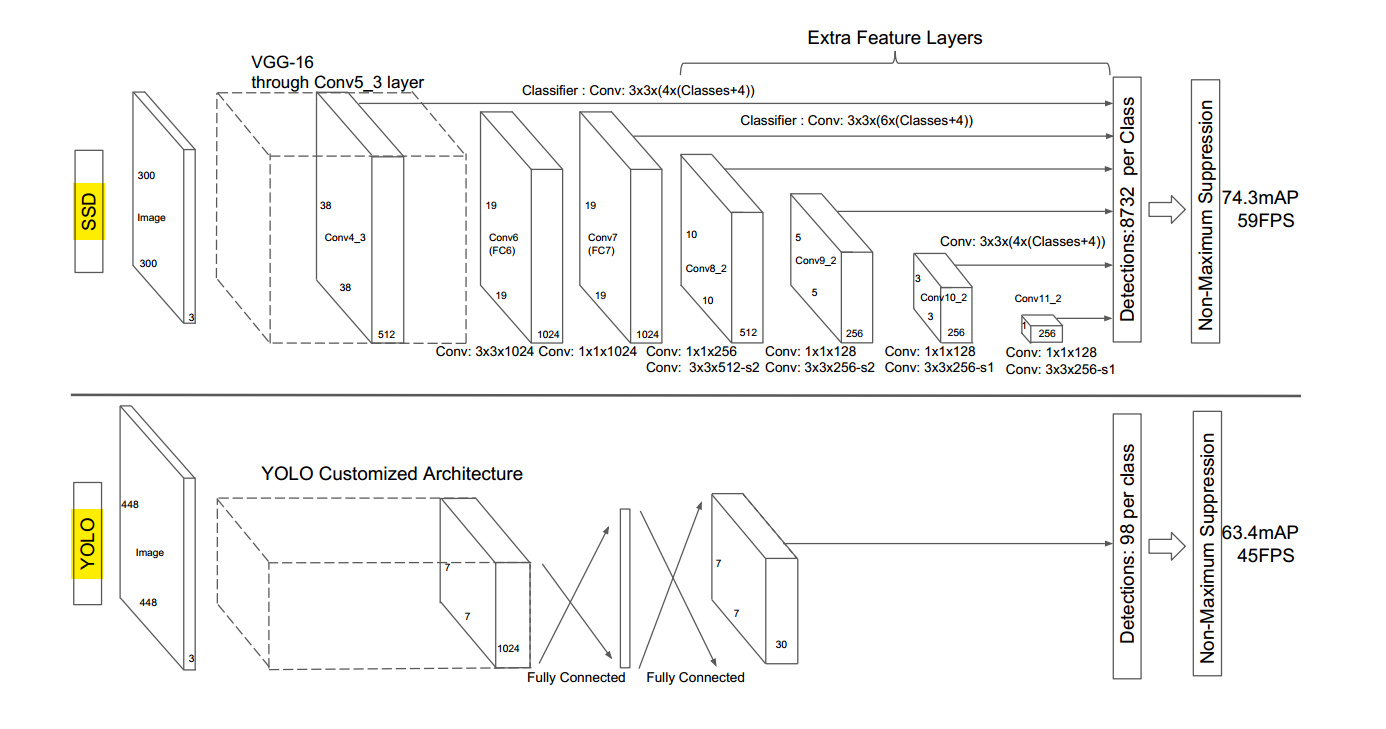 Extra Feature Layers
VGG-16
through Conv5_3 layer
Classifier : Conv: 3x3x(4x(Classes+4))
Classifier : Conv: 3x3x(6x(Classes+4))
SSD
300
Image
300
3
38
Conv4_3
38
512
19
Conv6
(FC6)
19
1024
19
Conv7
(FC7)
19
1024
10
Conv8_2
10
512
5
Conv9_2
5
256
Conv: 3x3x(4x(Classes+4))
3
Conv10_2
3
256
Conv11_2
1
256
Conv: 3x3x1024
Conv: 1x1x1024
Conv: 1x1x256
Conv: 3x3x512-s2
Conv: 1x1x128
Conv: 3x3x256-s2
Conv: 1x1x128
Conv: 3x3x256-s1
Conv: 1x1x128
Conv: 3x3x256-s1
Detections:8732 per Class
Non-Maximum Suppression
74.3mAP
59FPS
YOLO
448
Image
448
3
YOLO Customized Architecture
7
7
1024
Fully Connected
Fully Connected
7
7
30
Detections: 98 per class
Non-Maximum Suppression
63.4mAP
45FPS